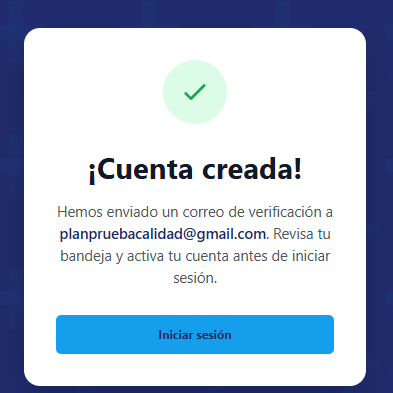 ¡Cuenta creada!
Hemos enviado un correo de verificación a
planpruebacalidad@gmail.com. Revisa tu
bandeja y activa tu cuenta antes de iniciar
sesión.
Iniciar sesión